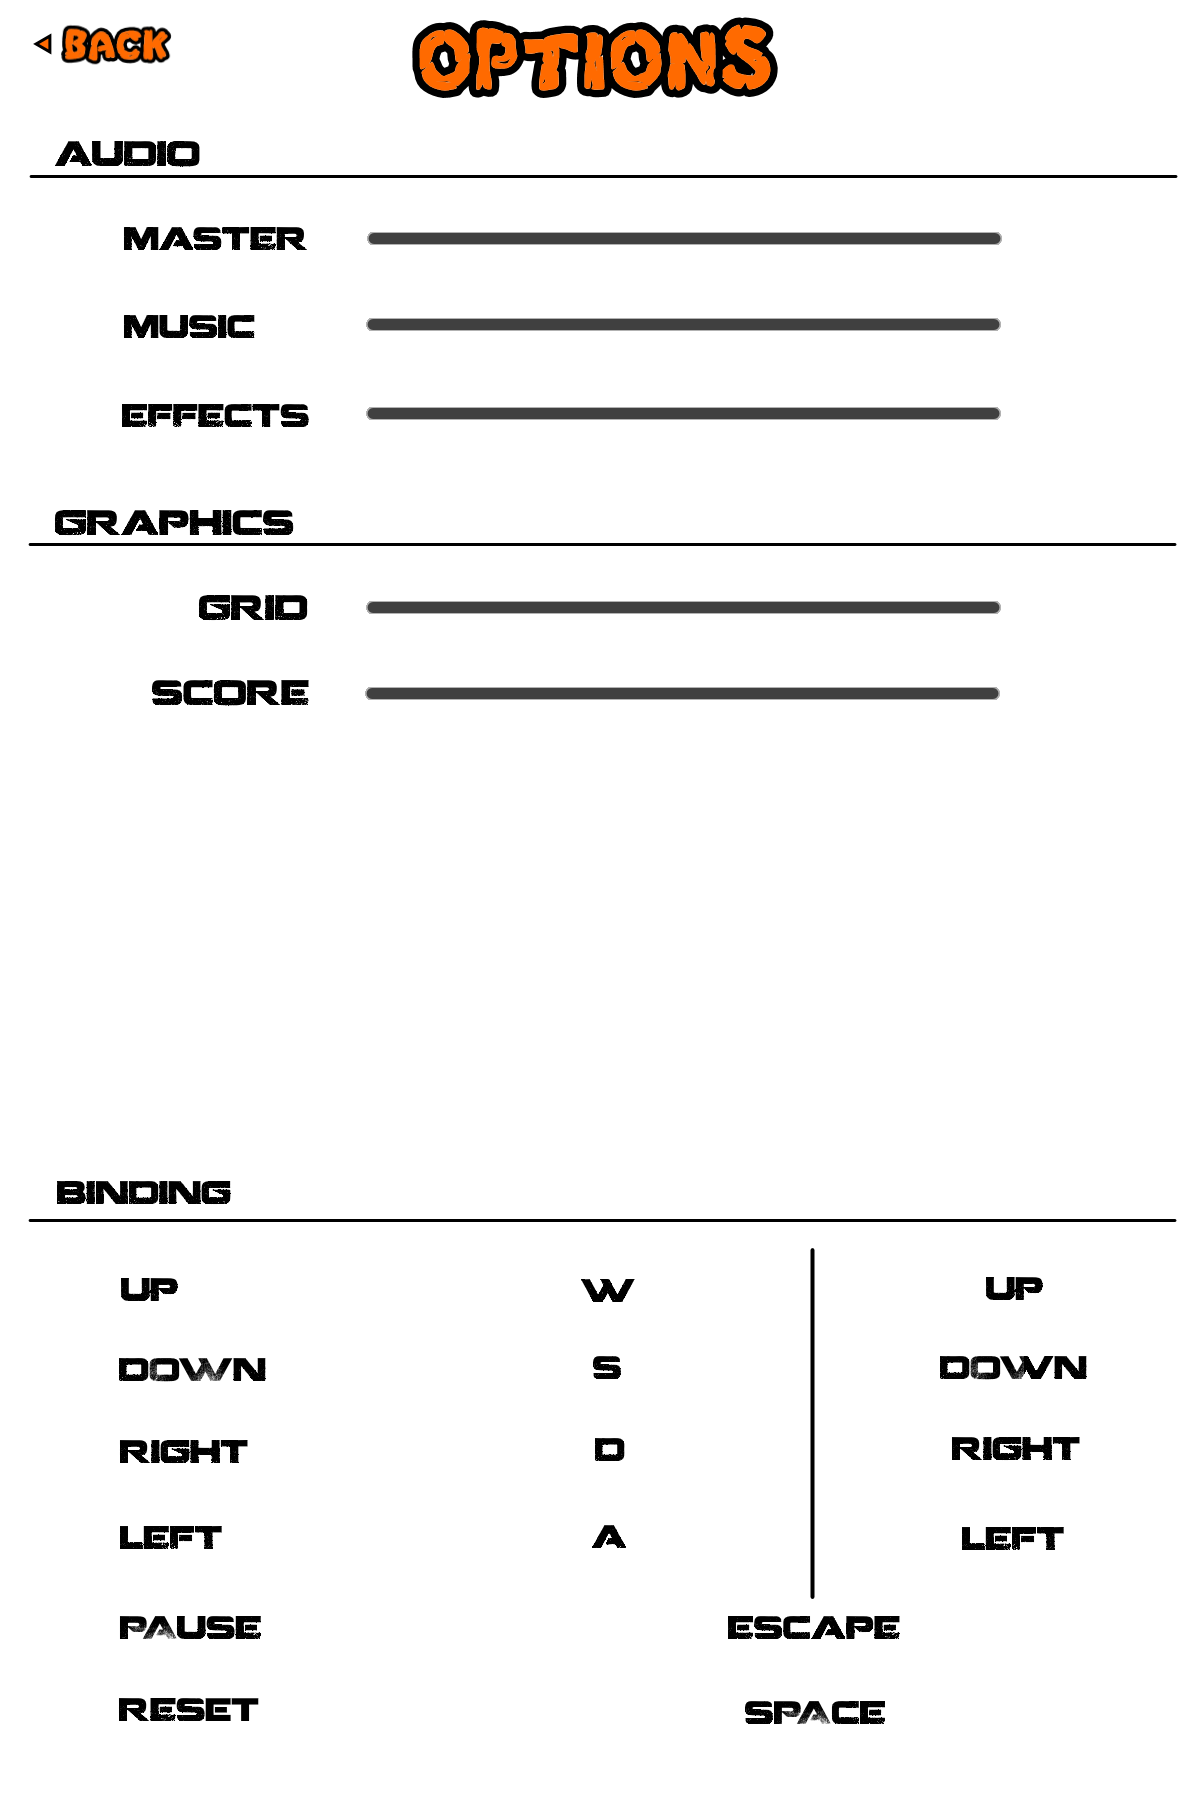 BACK OPTIONS
AUDIO
MASTER
MUSIC
EFFECTS
GRAPHICS
GRID
SCORE
BINDING
UP W UP
DOWN S DOWN
RIGHT D RIGHT
LEFT A LEFT
PAUSE ESCAPE
RESET SPACE